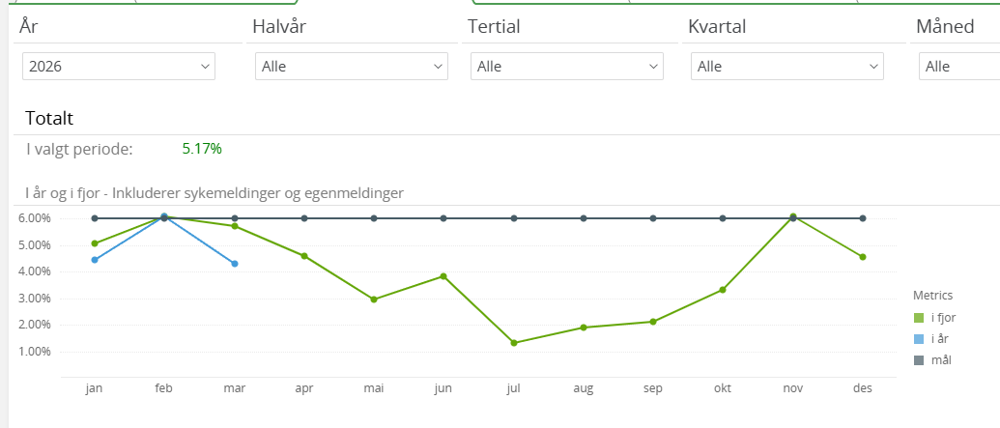 År Halvår Tertial Kvartal Måned
2026 Alle Alle Alle Alle
Totalt
I valgt periode: 5.17%
I år og i fjor - Inkluderer sykemeldinger og egenmeldinger
6.00%
5.00%
4.00%
3.00%
2.00%
1.00%
jan feb mar apr mai jun jul aug sep okt nov des
Metrics
i fjor
i år
mål